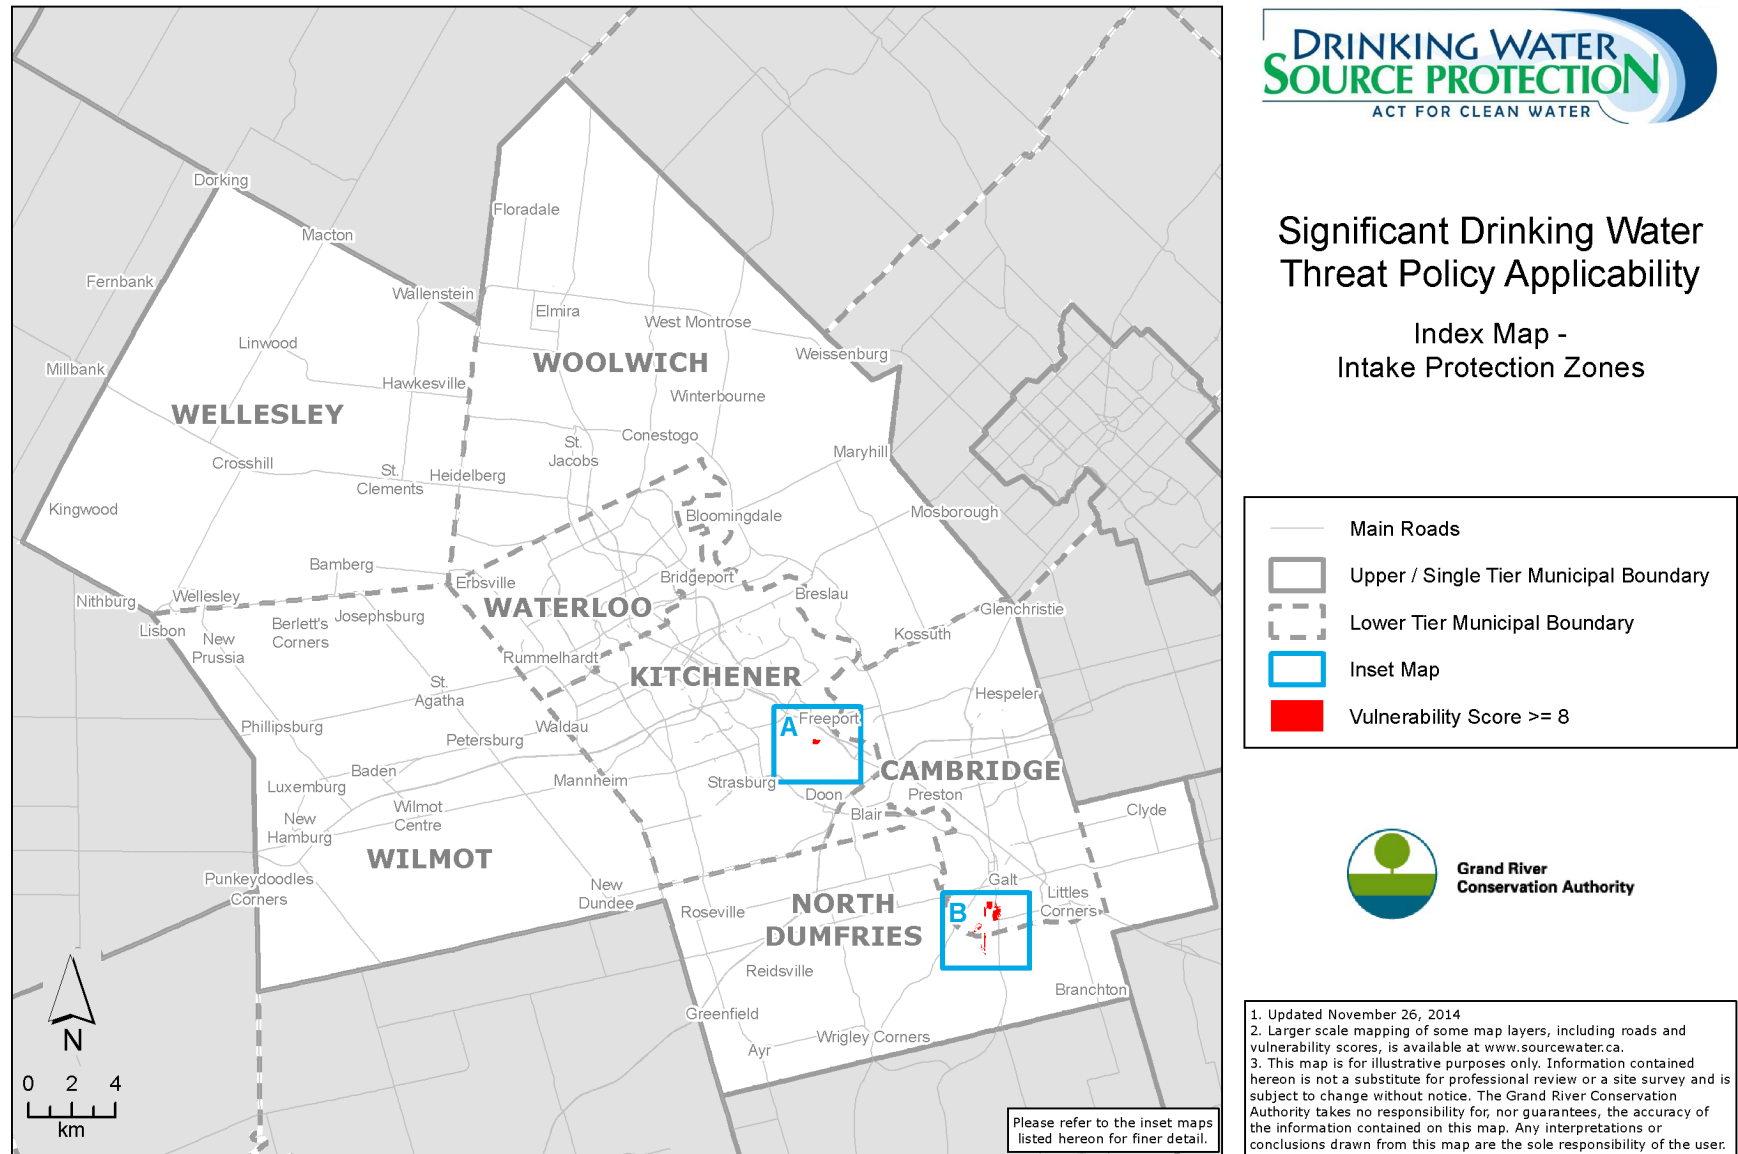 DRINKING WATER
SOURCE PROTECTION
ACT FOR CLEAN WATER
Significant Drinking Water
Threat Policy Applicability
Index Map -
Intake Protection Zones
Main Roads
Upper / Single Tier Municipal Boundary
Lower Tier Municipal Boundary
Inset Map
Vulnerability Score >= 8
Grand River
Conservation Authority
1. Updated November 26, 2014
2. Larger scale mapping of some map layers, including roads and
vulnerability scores, is available at www.sourcewater.ca.
3. This map is for illustrative purposes only. Information contained
hereon is not a substitute for professional review or a site survey and is
subject to change without notice. The Grand River Conservation
Authority takes no responsibility for, nor guarantees, the accuracy of
the information contained on this map. Any interpretations or
conclusions drawn from this map are the sole responsibility of the user.
Dorking
Floradale
Macton
Fernbank
Wallenstein
Elmira
West Montrose
Linwood
Weissenburg
WOOLWICH
Millbank
Hawkesville
Winterbourne
WELLESLEY
Conestogo
St.
Jacobs
Maryhill
Crosshill
St.
Clements
Heidelberg
Kingwood
Bloomingdale
Mosborough
Bamberg
Erbsville
Bridgeport
Nithburg
Wellesley
WATERLOO
Breslau
Glenchristie
Josephsburg
Berlett's
Corners
Lisbon
New
Prussia
Kossuth
Rummelhardt
KITCHENER
St.
Agatha
Hespeler
Phillipsburg
Waldau
A
Freeport
Petersburg
Baden
Luxemburg
Mannheim
Strasburg
CAMBRIDGE
Doon
Preston
Wilmot
Centre
Blair
Clyde
New
Hamburg
WILMOT
Punkeydoodles
Corners
New
Dundee
Galt
Littles
Corners
Roseville
NORTH
DUMFRIES
B
Reidsville
Branchton
Greenfield
Wrigley Corners
Ayr
N
0 2 4
km
Please refer to the inset maps
listed hereon for finer detail.